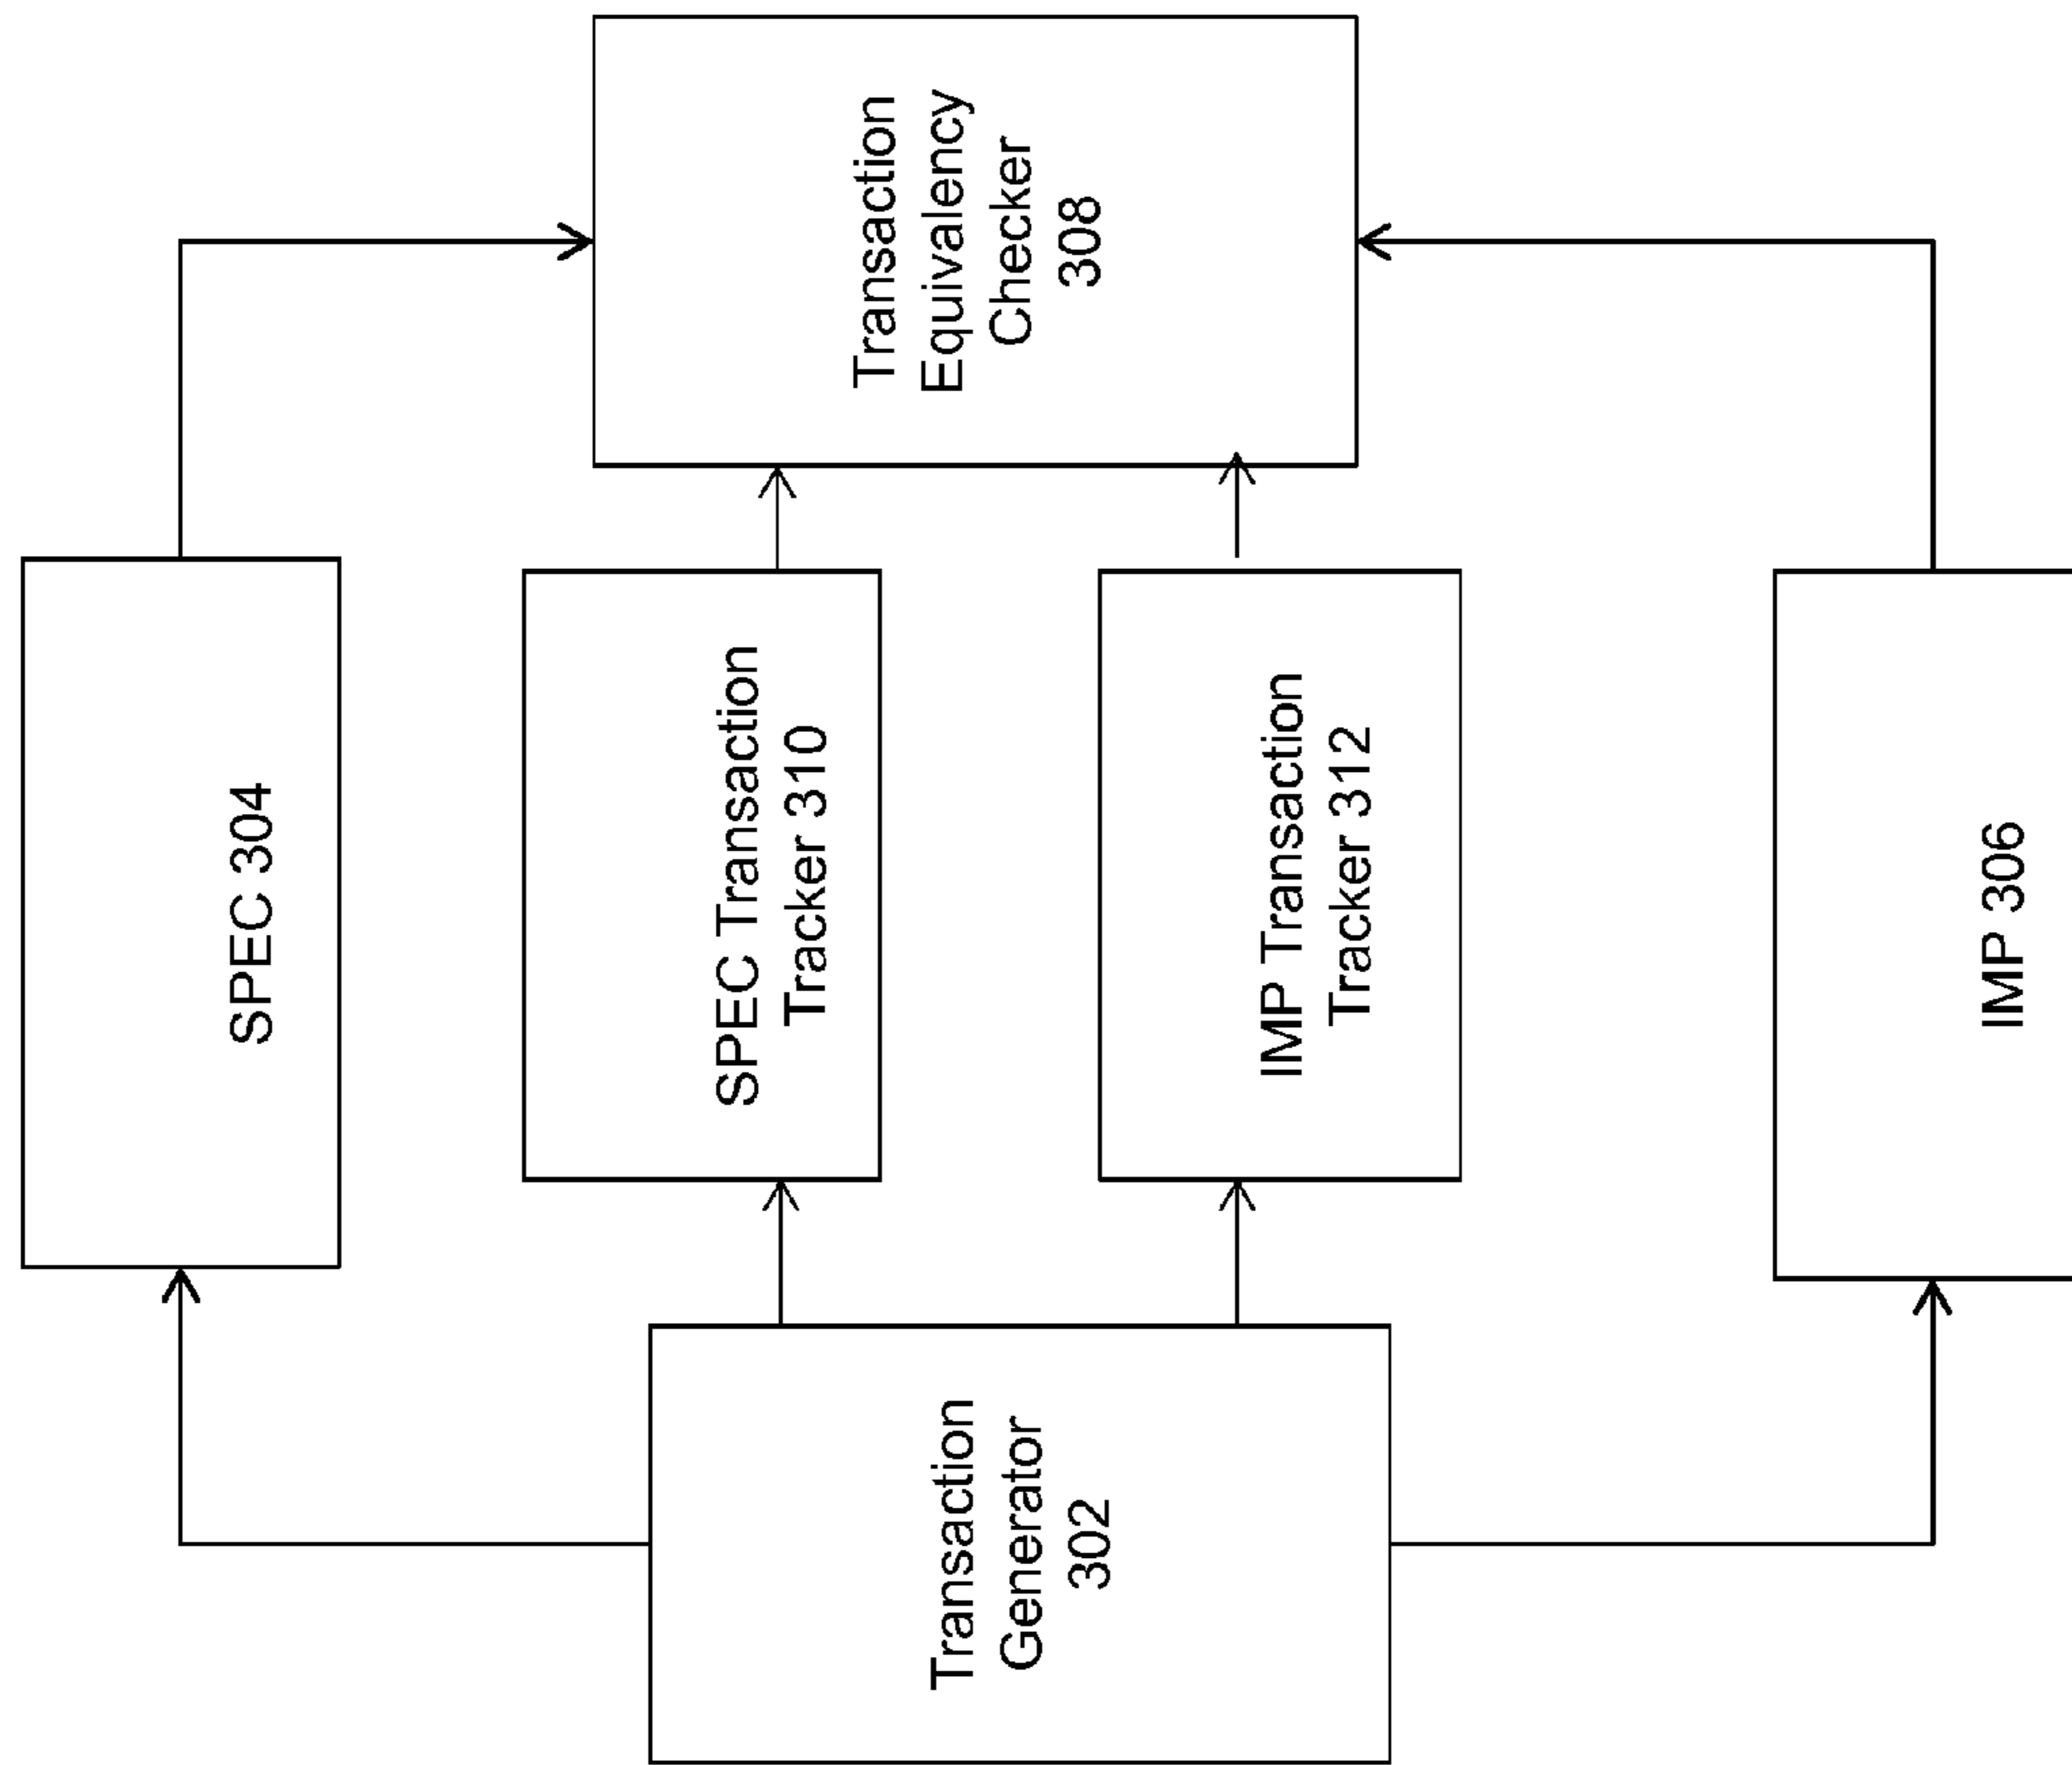 SPEC 304
Transaction
Generator
302
SPEC Transaction
Tracker 310
IMP Transaction
Tracker 312
Transaction
Equivalency
Checker
308
IMP 306